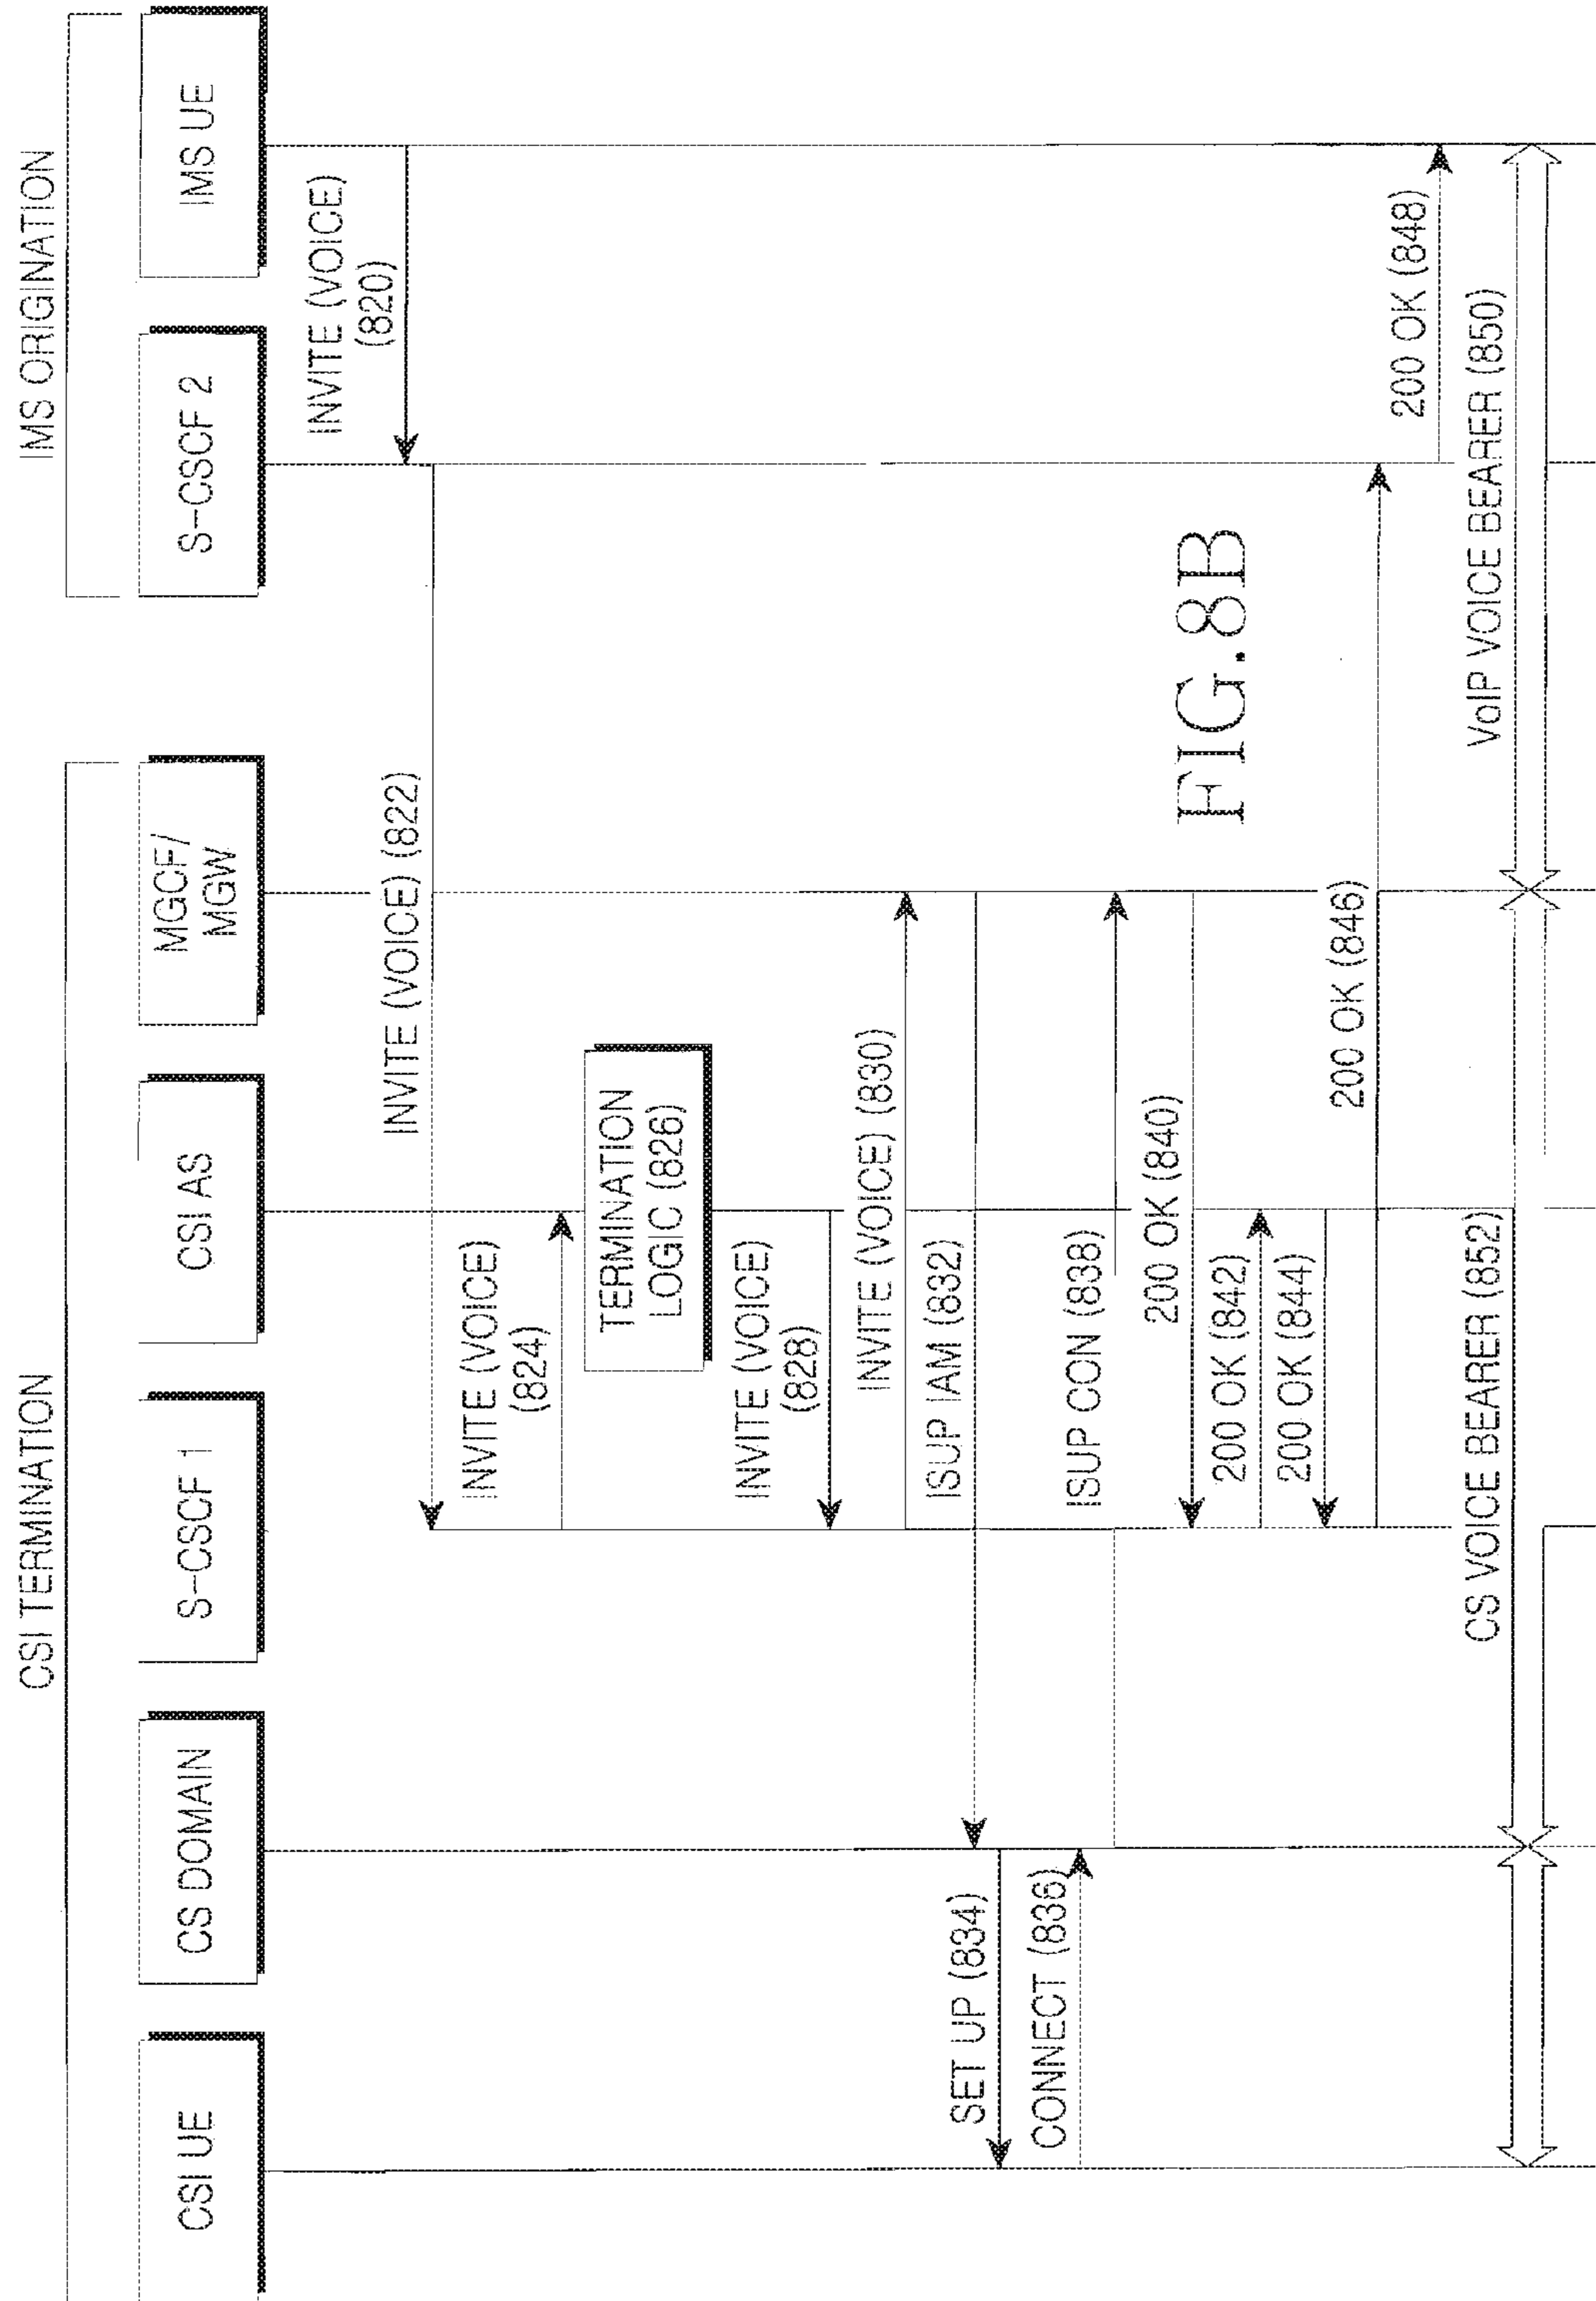 CSI TERMINATION
IMS ORIGINATION
CSI UE
CS DOMAIN
S-CSCF 1
CSI AS
MGCF/
MGW
S-CSCF 2
IMS UE
INVITE (VOICE)
(820)
INVITE (VOICE) (822)
INVITE (VOICE)
(824)
TERMINATION
LOGIC (826)
INVITE (VOICE)
(828)
INVITE (VOICE) (830)
ISUP IAM (832)
SET UP (834)
CONNECT (836)
ISUP CON (838)
200 OK (840)
200 OK (842)
200 OK (844)
200 OK (846)
200 OK (848)
VoIP VOICE BEARER (850)
CS VOICE BEARER (852)
FIG.8B